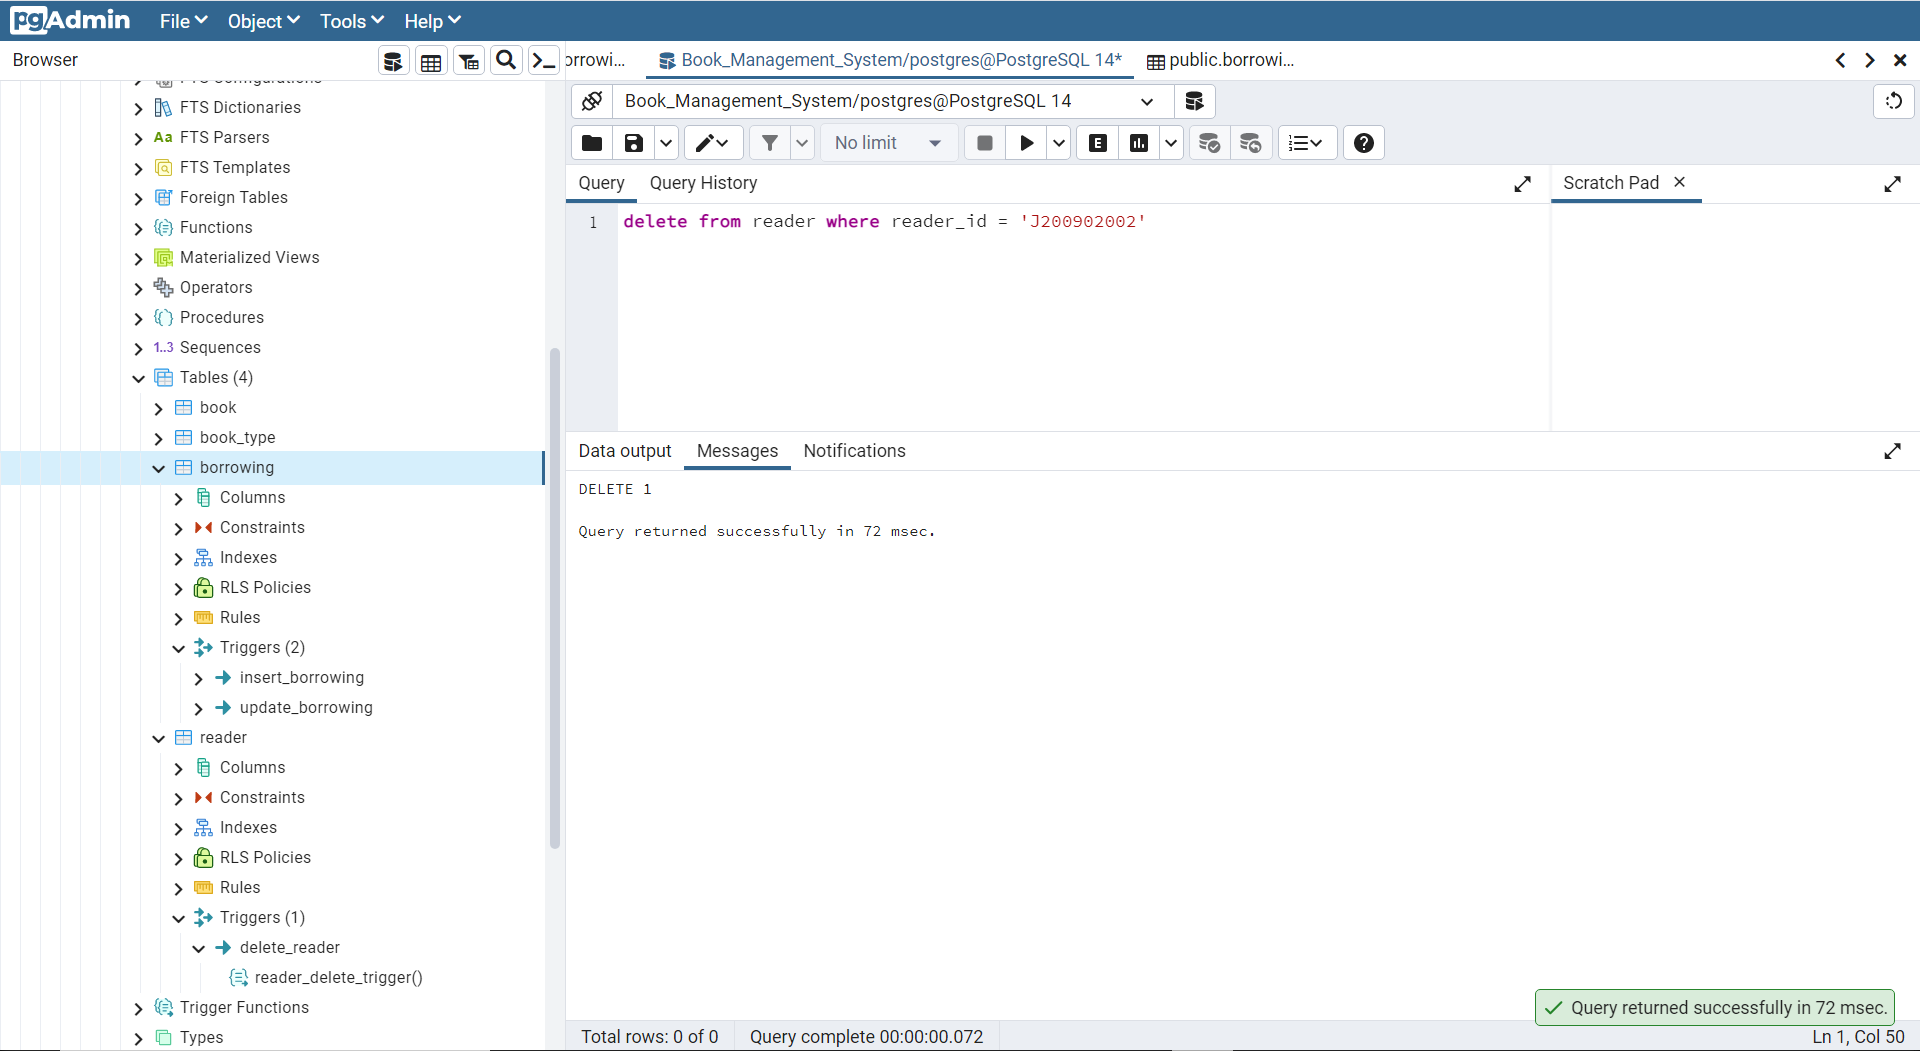 pgAdmin File Object Tools Help
Browser
orrowi...
Book_Management_System/postgres@PostgreSQL 14*
public.borrowi...
FTS Configurations
FTS Dictionaries
Aa FTS Parsers
FTS Templates
Foreign Tables
Functions
Materialized Views
Operators
Procedures
1..3 Sequences
Tables (4)
book
book_type
borrowing
Columns
Constraints
Indexes
RLS Policies
Rules
Triggers (2)
insert_borrowing
update_borrowing
reader
Columns
Constraints
Indexes
RLS Policies
Rules
Triggers (1)
delete_reader
reader_delete_trigger()
Trigger Functions
Types
Book_Management_System/postgres@PostgreSQL 14
No limit
E
Query Query History
Scratch Pad
1 delete from reader where reader_id = 'J200902002'
Data output Messages Notifications
DELETE 1
Query returned successfully in 72 msec.
Query returned successfully in 72 msec.
Total rows: 0 of 0 Query complete 00:00:00.072
Ln 1, Col 50